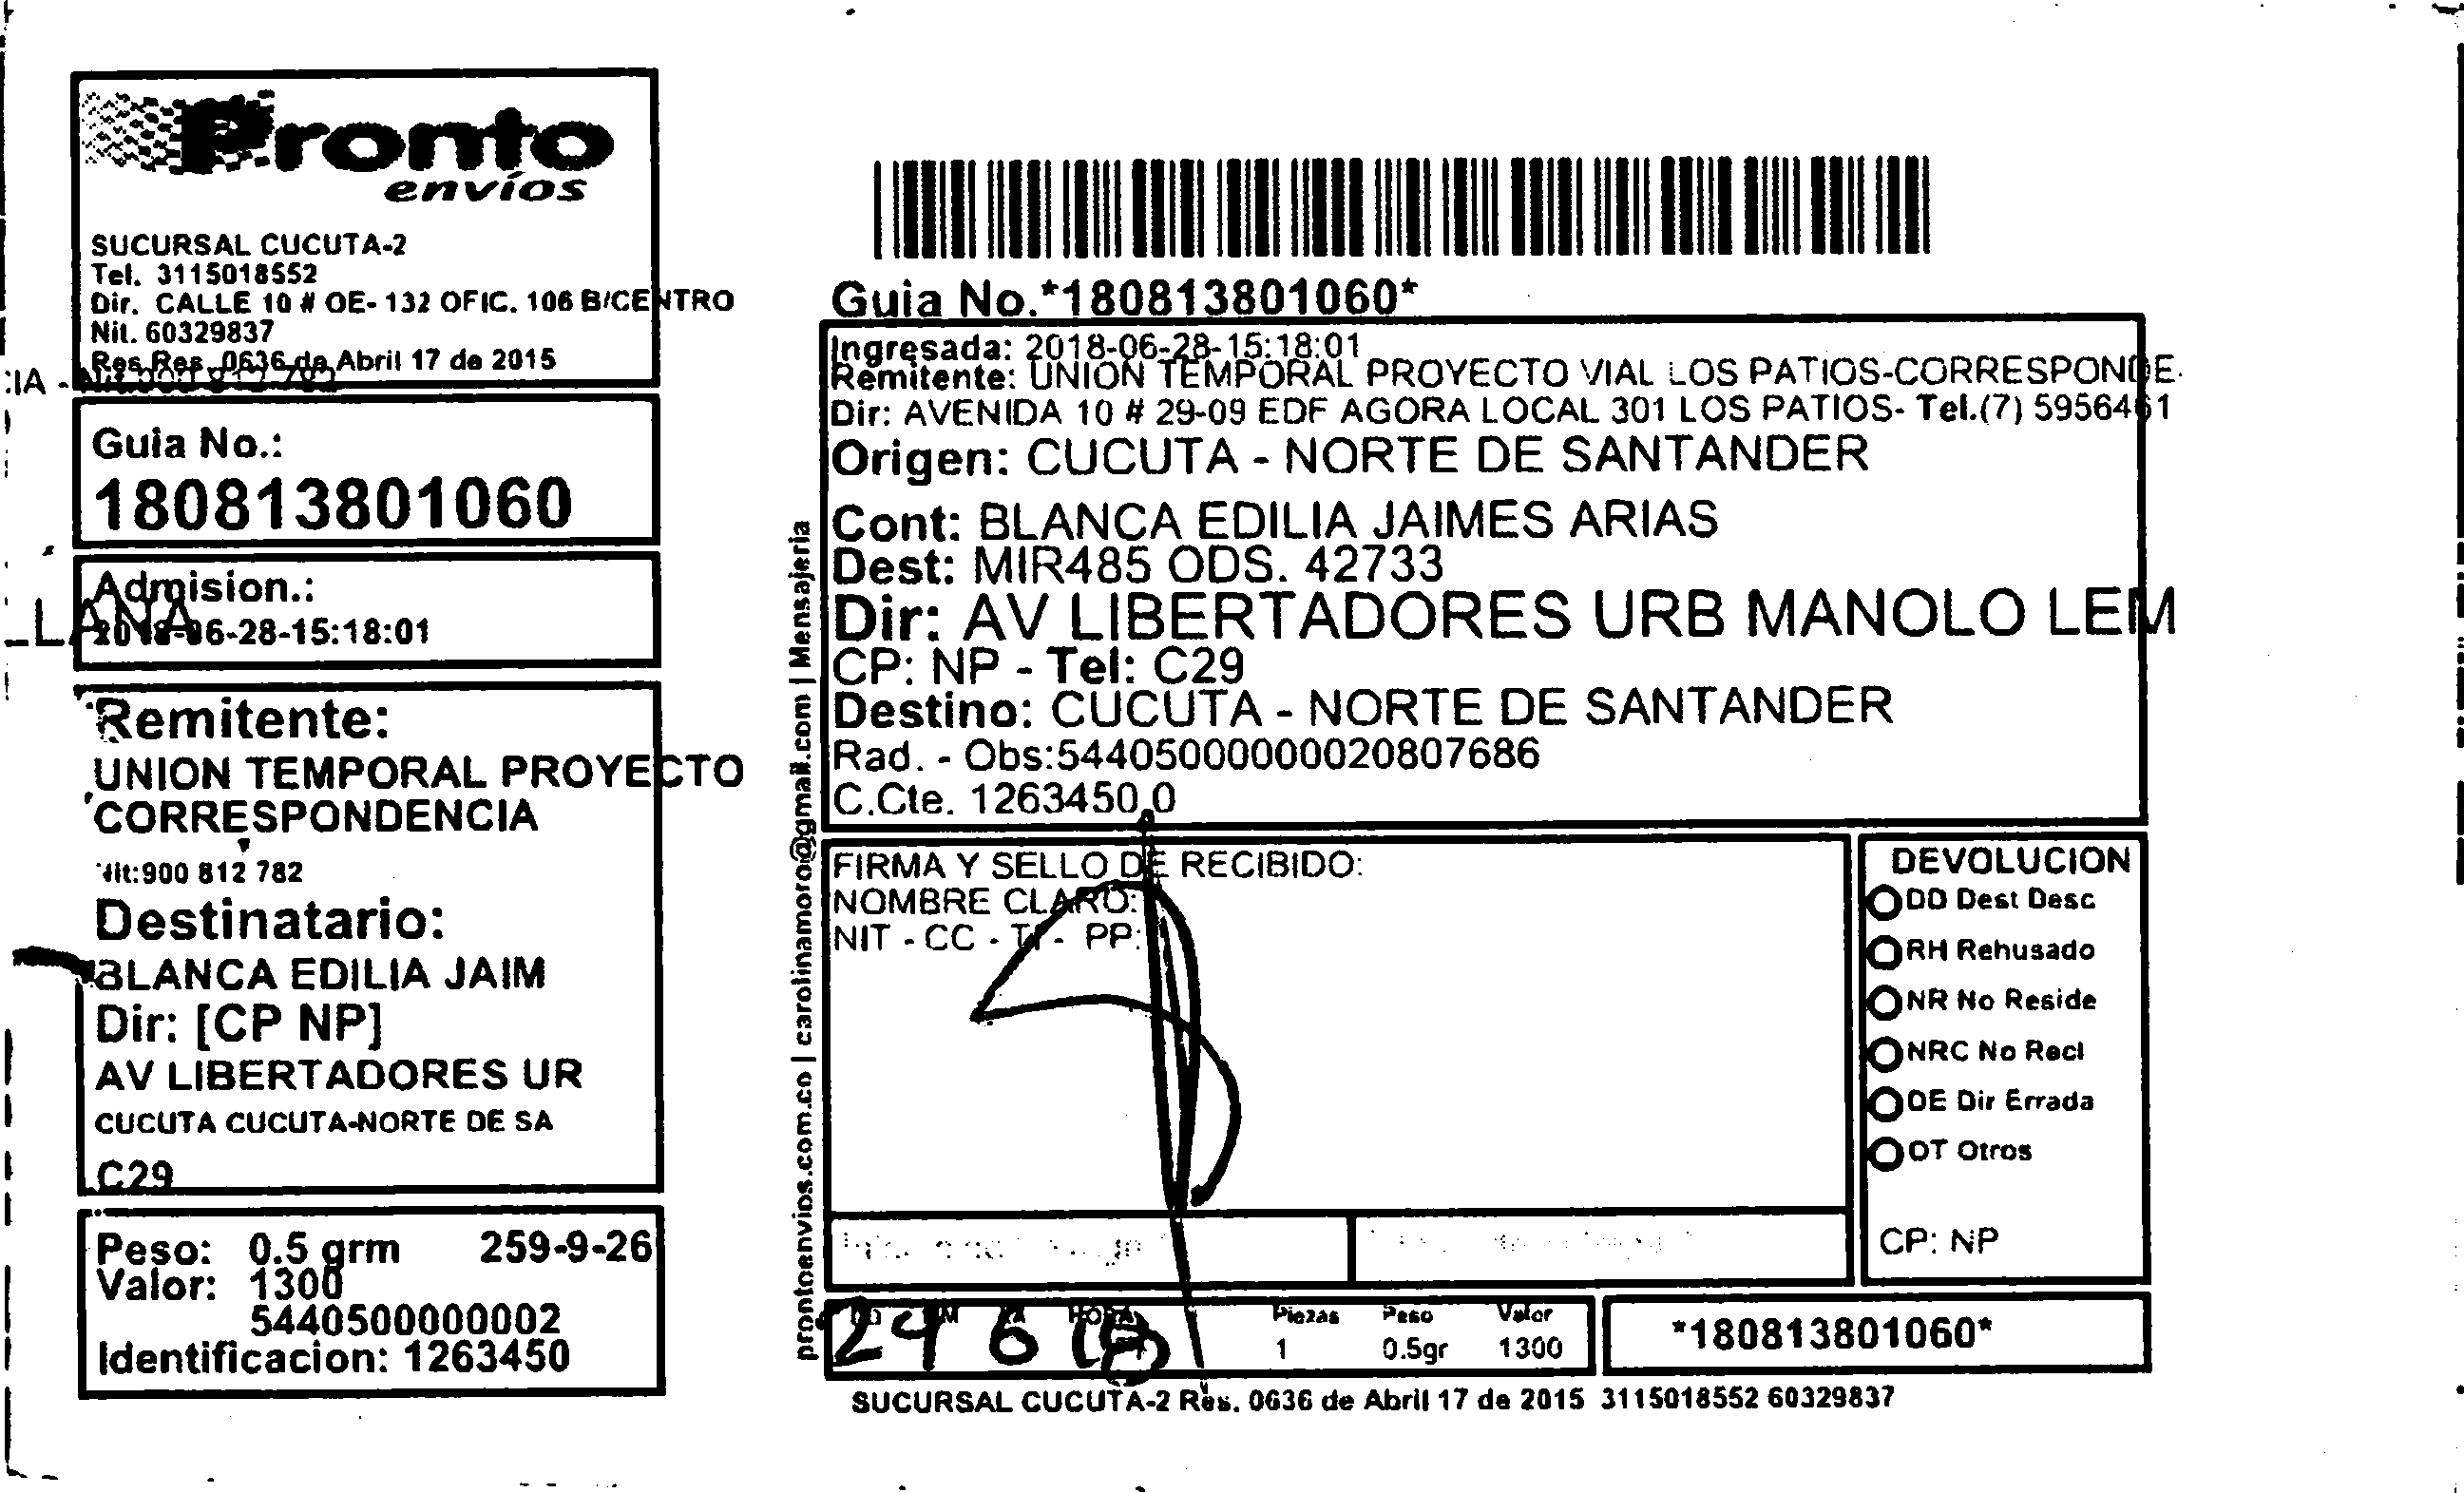 Pronto
envíos
SUCURSAL CUCUTA-2
Tel. 3115018552
Dir. CALLE 10 # OE- 132 OFIC. 106 B/CENTRO
Nit. 60329837
Res Res. 0636 de Abril 17 de 2015
Guia No.:
180813801060
Admision.:
2018-06-28-15:18:01
Remitente:
UNION TEMPORAL PROYECTO
CORRESPONDENCIA
Nit:900 812 782
Destinatario:
BLANCA EDILIA JAIM
Dir: [CP NP]
AV LIBERTADORES UR
CUCUTA CUCUTA-NORTE DE SA
C29
Peso: 0.5 grm 259-9-26
Valor: 1300
5440500000002
Identificacion: 1263450
prontoenvios.com.co | carolinamoro@gmail.com | Mensajeria
Guia No.*180813801060*
Ingresada: 2018-06-28-15:18:01
Remitente: UNION TEMPORAL PROYECTO VIAL LOS PATIOS-CORRESPONDE
Dir: AVENIDA 10 # 29-09 EDF AGORA LOCAL 301 LOS PATIOS- Tel.(7) 5956461
Origen: CUCUTA - NORTE DE SANTANDER
Cont: BLANCA EDILIA JAIMES ARIAS
Dest: MIR485 ODS. 42733
Dir: AV LIBERTADORES URB MANOLO LEM
CP: NP - Tel: C29
Destino: CUCUTA - NORTE DE SANTANDER
Rad. - Obs:544050000000020807686
C.Cte. 1263450,0
FIRMA Y SELLO DE RECIBIDO:
NOMBRE CLARO:
NIT - CC - TI - PP:
DEVOLUCION
DD Dest Desc
RH Rehusado
NR No Reside
NRC No Recl
DE Dir Errada
OT Otros
CP: NP
HORA Piezas Peso Valor
1 0.5gr 1300
*180813801060*
SUCURSAL CUCUTA-2 Res. 0636 de Abril 17 de 2015 3115018552 60329837